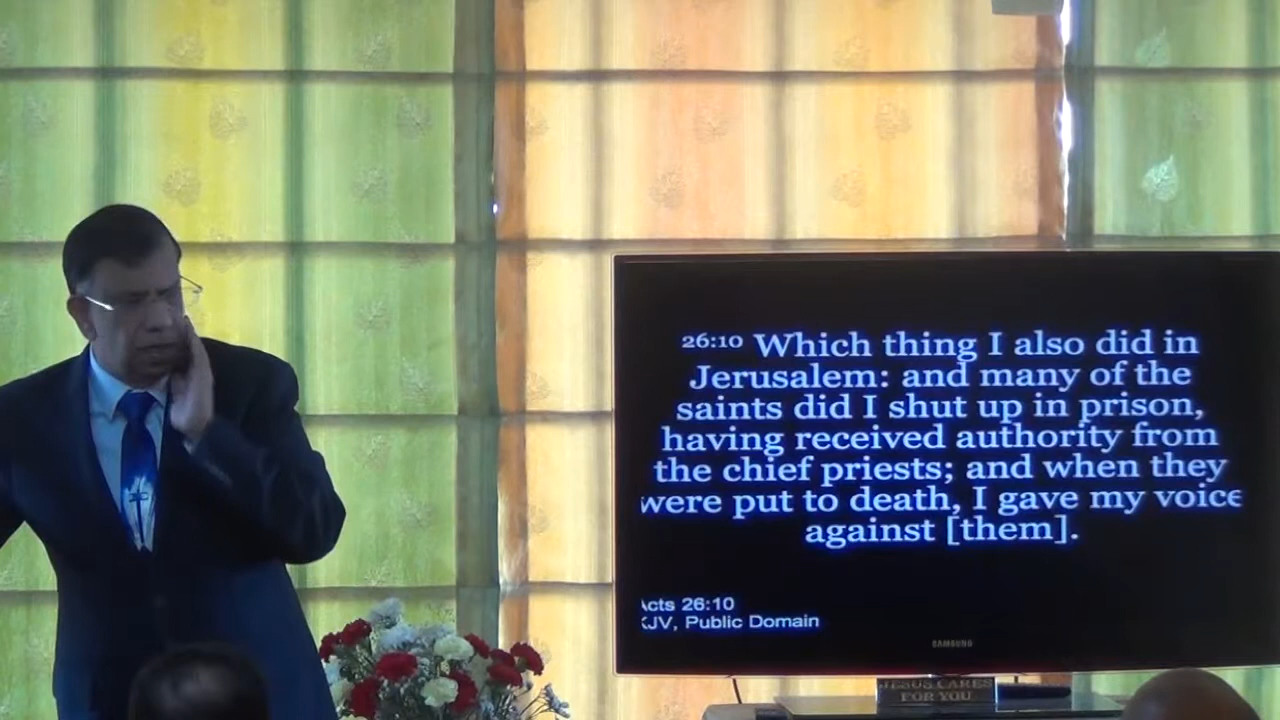 26:10 Which thing I also did in
Jerusalem: and many of the
saints did I shut up in prison,
having received authority from
the chief priests; and when they
were put to death, I gave my voice
against [them].
Acts 26:10
KJV, Public Domain
SAMSUNG
JESUS CARES
FOR YOU